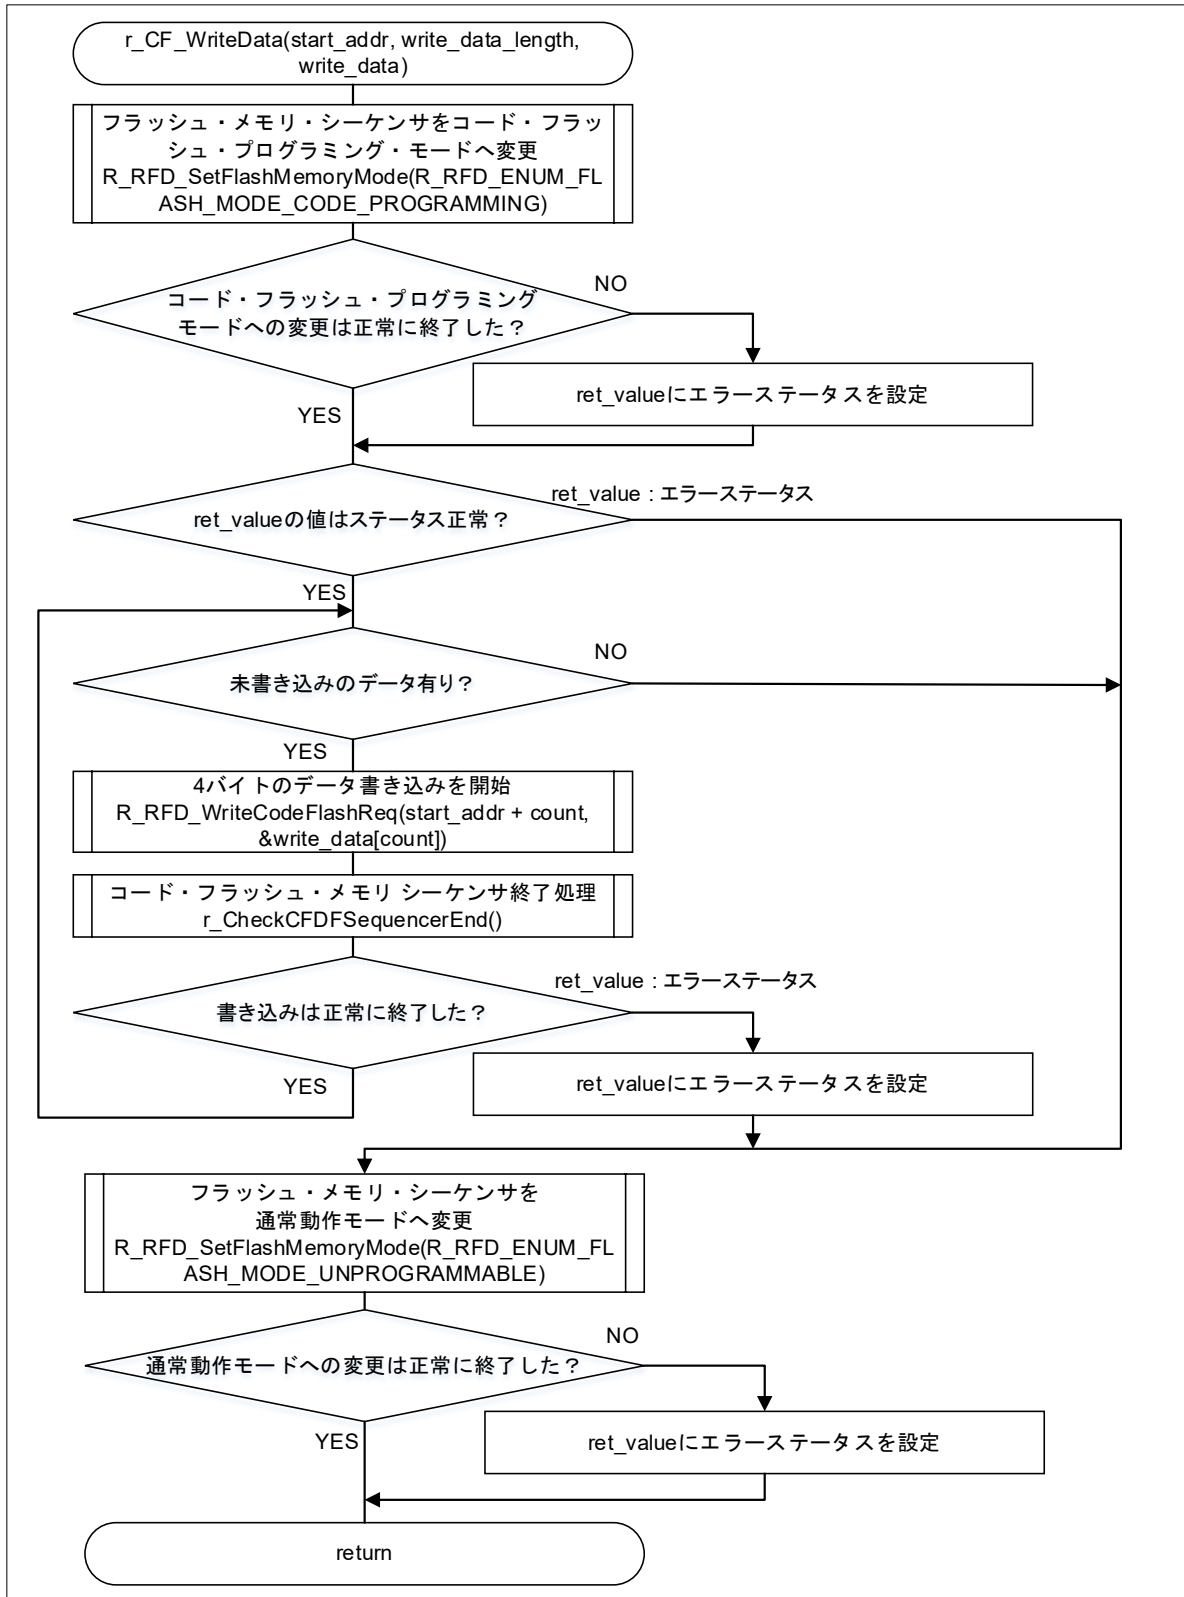 r_CF_WriteData(start_addr, write_data_length,
write_data)
フラッシュ・メモリ・シーケンサをコード・フラッ
シュ・プログラミング・モードへ変更
R_RFD_SetFlashMemoryMode(R_RFD_ENUM_FL
ASH_MODE_CODE_PROGRAMMING)
コード・フラッシュ・プログラミング
モードへの変更は正常に終了した？
NO
ret_valueにエラーステータスを設定
YES
ret_value : エラーステータス
ret_valueの値はステータス正常？
YES
未書き込みのデータ有り？
NO
YES
4バイトのデータ書き込みを開始
R_RFD_WriteCodeFlashReq(start_addr + count,
&write_data[count])
コード・フラッシュ・メモリ シーケンサ終了処理
r_CheckCFDFSequencerEnd()
ret_value : エラーステータス
書き込みは正常に終了した？
ret_valueにエラーステータスを設定
YES
フラッシュ・メモリ・シーケンサを
通常動作モードへ変更
R_RFD_SetFlashMemoryMode(R_RFD_ENUM_FL
ASH_MODE_UNPROGRAMMABLE)
NO
通常動作モードへの変更は正常に終了した？
YES
ret_valueにエラーステータスを設定
return